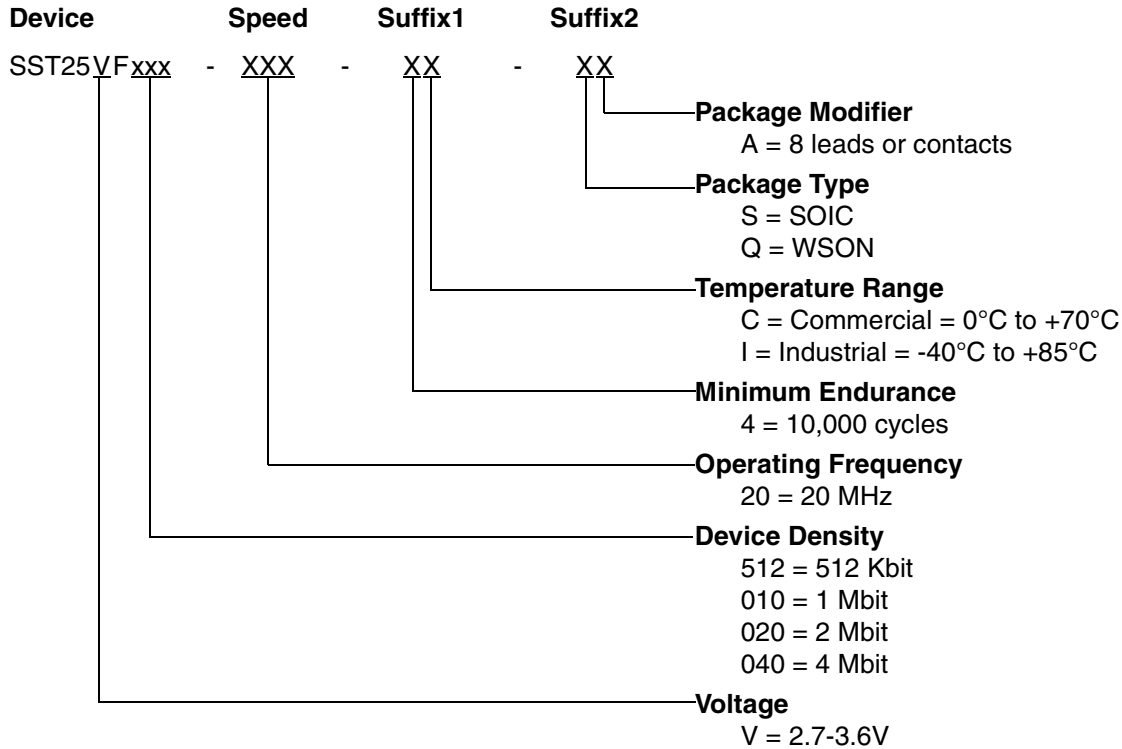 Device Speed Suffix1 Suffix2
SST25VFxxx - XXX - XX - XX
Package Modifier
A = 8 leads or contacts
Package Type
S = SOIC
Q = WSON
Temperature Range
C = Commercial = 0°C to +70°C
I = Industrial = -40°C to +85°C
Minimum Endurance
4 = 10,000 cycles
Operating Frequency
20 = 20 MHz
Device Density
512 = 512 Kbit
010 = 1 Mbit
020 = 2 Mbit
040 = 4 Mbit
Voltage
V = 2.7-3.6V